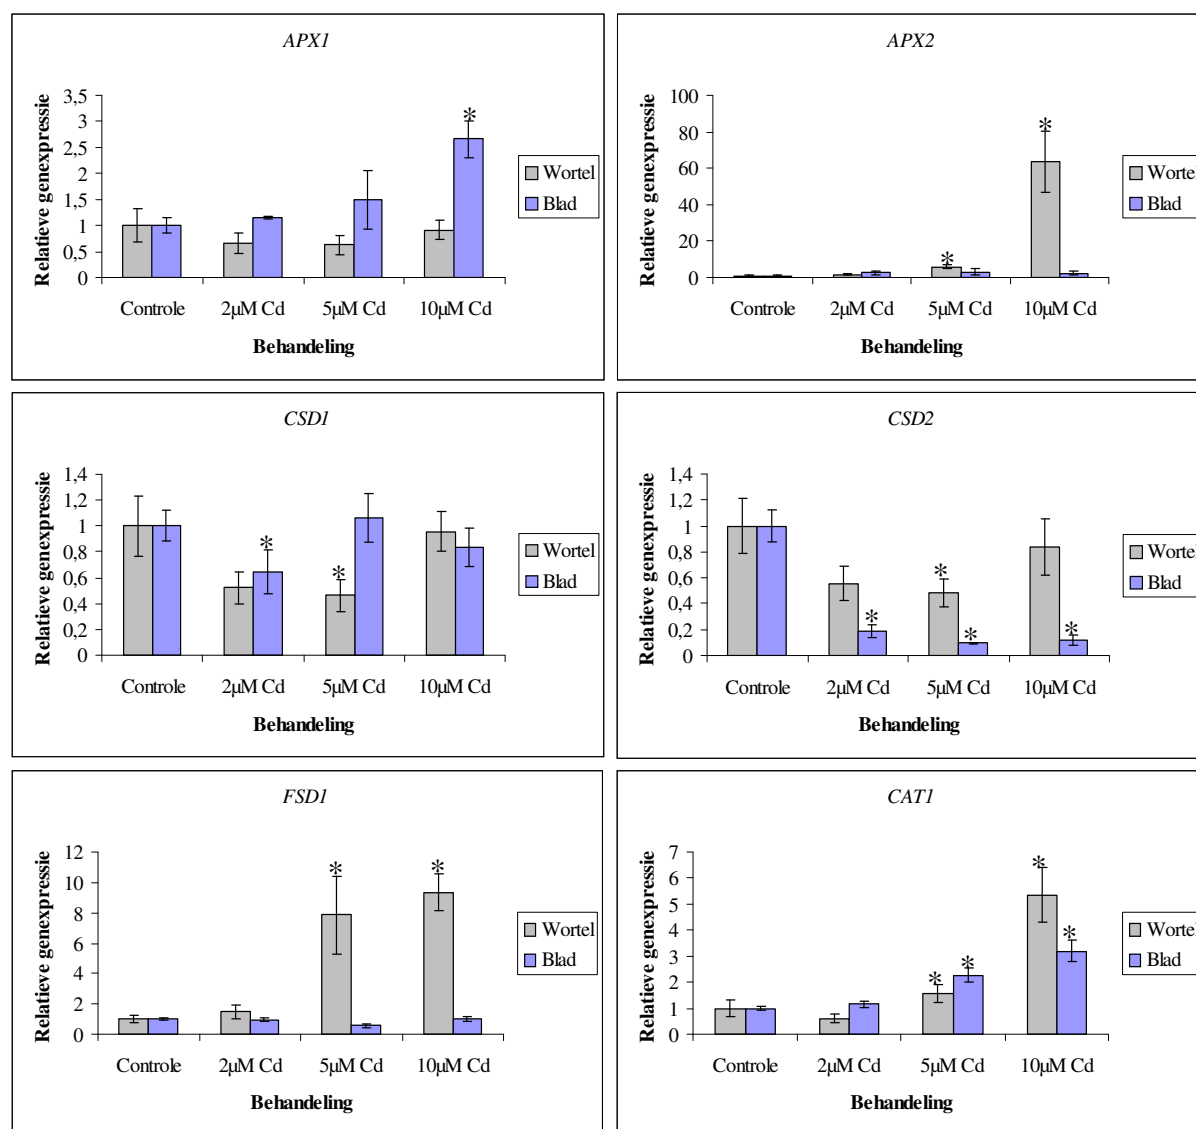 APX1
Relatieve genexpressie
3,5
3
2,5
2
1,5
1
0,5
0
*
Controle
2µM Cd
5µM Cd
10µM Cd
Behandeling
Wortel
Blad
APX2
Relatieve genexpressie
100
80
60
40
20
0
*
*
Controle
2µM Cd
5µM Cd
10µM Cd
Behandeling
Wortel
Blad
CSD1
Relatieve genexpressie
1,4
1,2
1
0,8
0,6
0,4
0,2
0
*
*
Controle
2µM Cd
5µM Cd
10µM Cd
Behandeling
Wortel
Blad
CSD2
Relatieve genexpressie
1,4
1,2
1
0,8
0,6
0,4
0,2
0
*
*
*
*
Controle
2µM Cd
5µM Cd
10µM Cd
Behandeling
Wortel
Blad
FSD1
Relatieve genexpressie
12
10
8
6
4
2
0
*
*
Controle
2µM Cd
5µM Cd
10µM Cd
Behandeling
Wortel
Blad
CAT1
Relatieve genexpressie
7
6
5
4
3
2
1
0
*
*
*
*
Controle
2µM Cd
5µM Cd
10µM Cd
Behandeling
Wortel
Blad